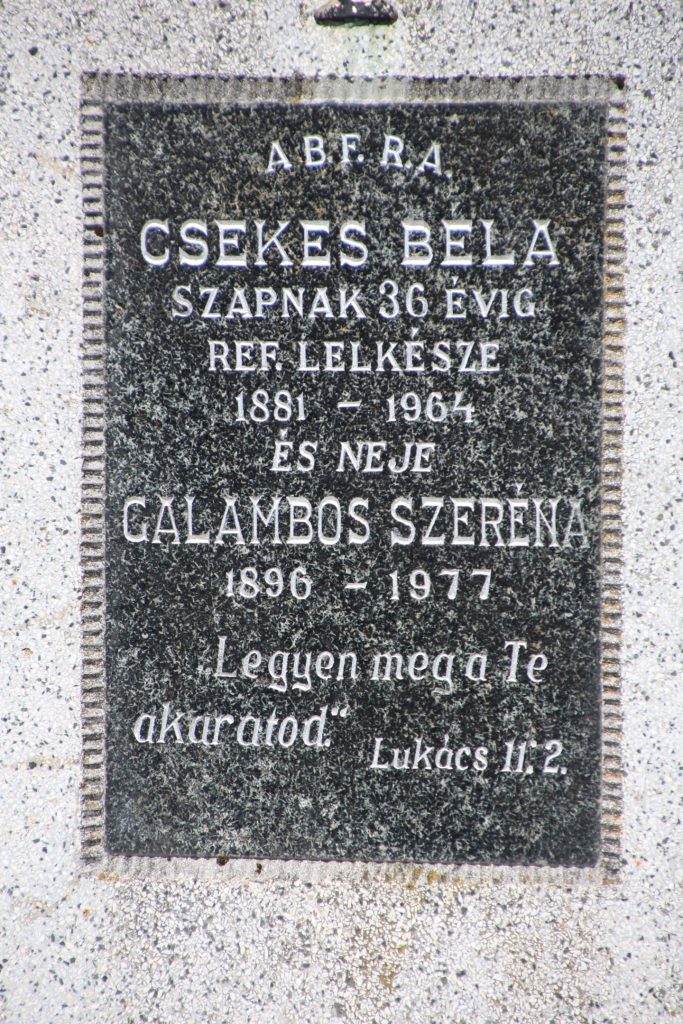 A B. F. R. A.
CSEKES BÉLA
SZAPNAK 36 ÉVIG
REF. LELKÉSZE
1881 – 1964
ÉS NEJE
GALAMBOS SZERÉNA
1896 – 1977
„Legyen meg a Te
akaratod."
Lukács 11. 2.